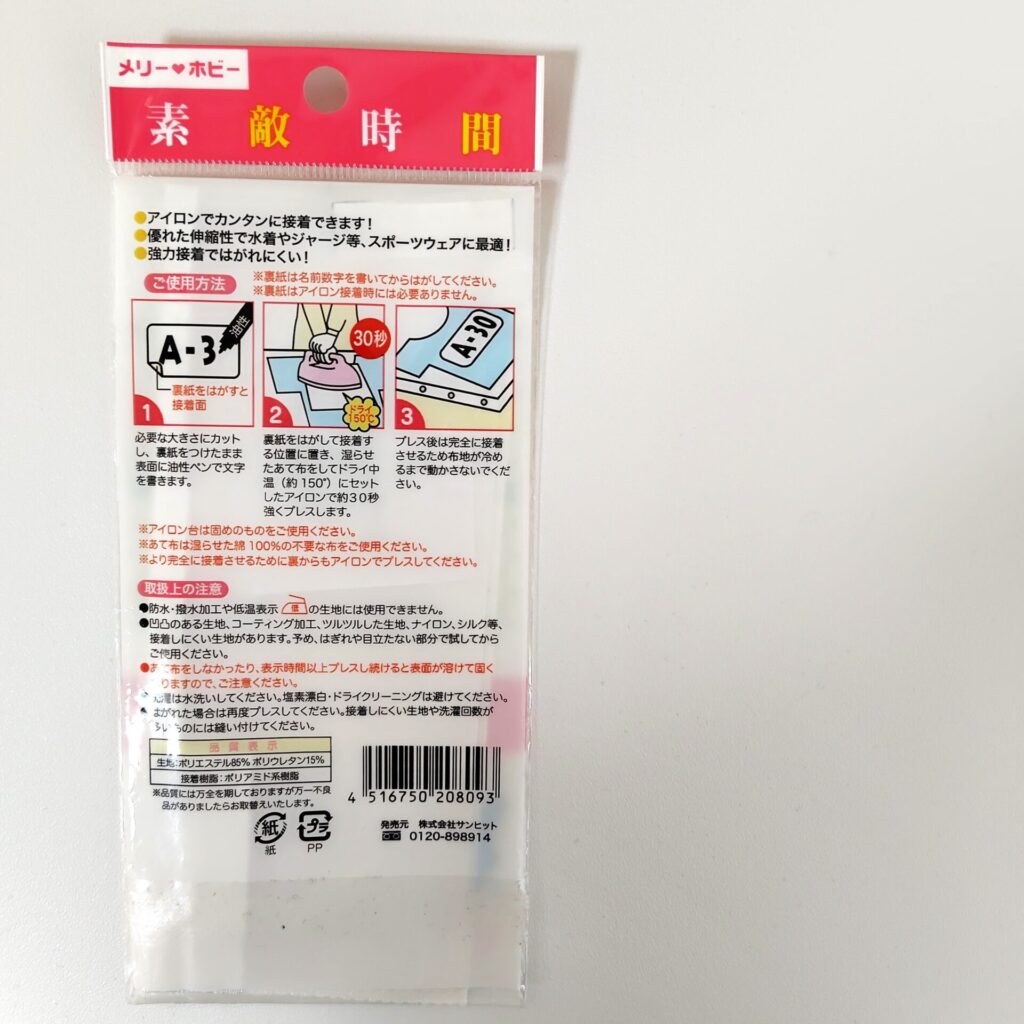 メリー♥ホビー
素敵時間
●アイロンでカンタンに接着できます!
●優れた伸縮性で水着やジャージ等、スポーツウェアに最適!
●強力接着ではがれにくい!
ご使用方法
※裏紙は名前数字を書いてからはがしてください。
※裏紙はアイロン接着時には必要ありません。
A-3
油性
裏紙をはがすと
接着面
1
30秒
ドライ
150℃
2
A-30
3
必要な大きさにカット
し、裏紙をつけたまま
表面に油性ペンで文字
を書きます。
裏紙をはがして接着す
る位置に置き、湿らせ
たあて布をしてドライ中
温(約150°)にセット
したアイロンで約30秒
強くプレスします。
プレス後は完全に接着
させるため布地が冷め
るまで動かさないでくだ
さい。
※アイロン台は固めのものをご使用ください。
※あて布は湿らせた綿100%の不要な布をご使用ください。
※より完全に接着させるために裏からもアイロンでプレスしてください。
取扱上の注意
●防水・撥水加工や低温表示 低 の生地には使用できません。
●凹凸のある生地、コーティング加工、ツルツルした生地、ナイロン、シルク等、
接着しにくい生地があります。予め、はぎれや目立たない部分で試してから
ご使用ください。
●あて布をしなかったり、表示時間以上プレスし続けると表面が溶けて固く
りますので、ご注意ください。
濯は水洗いしてください。塩素漂白・ドライクリーニングは避けてください。
はがれた場合は再度プレスしてください。接着しにくい生地や洗濯回数が
多いものには縫い付けてください。
品質表示
生地:ポリエステル85% ポリウレタン15%
接着樹脂:ポリアミド系樹脂
※品質には万全を期しておりますが万一不良
品がありましたらお取替えいたします。
紙
紙
プラ
PP
4 516750 208093
発売元 株式会社サンヒット
0120-898914